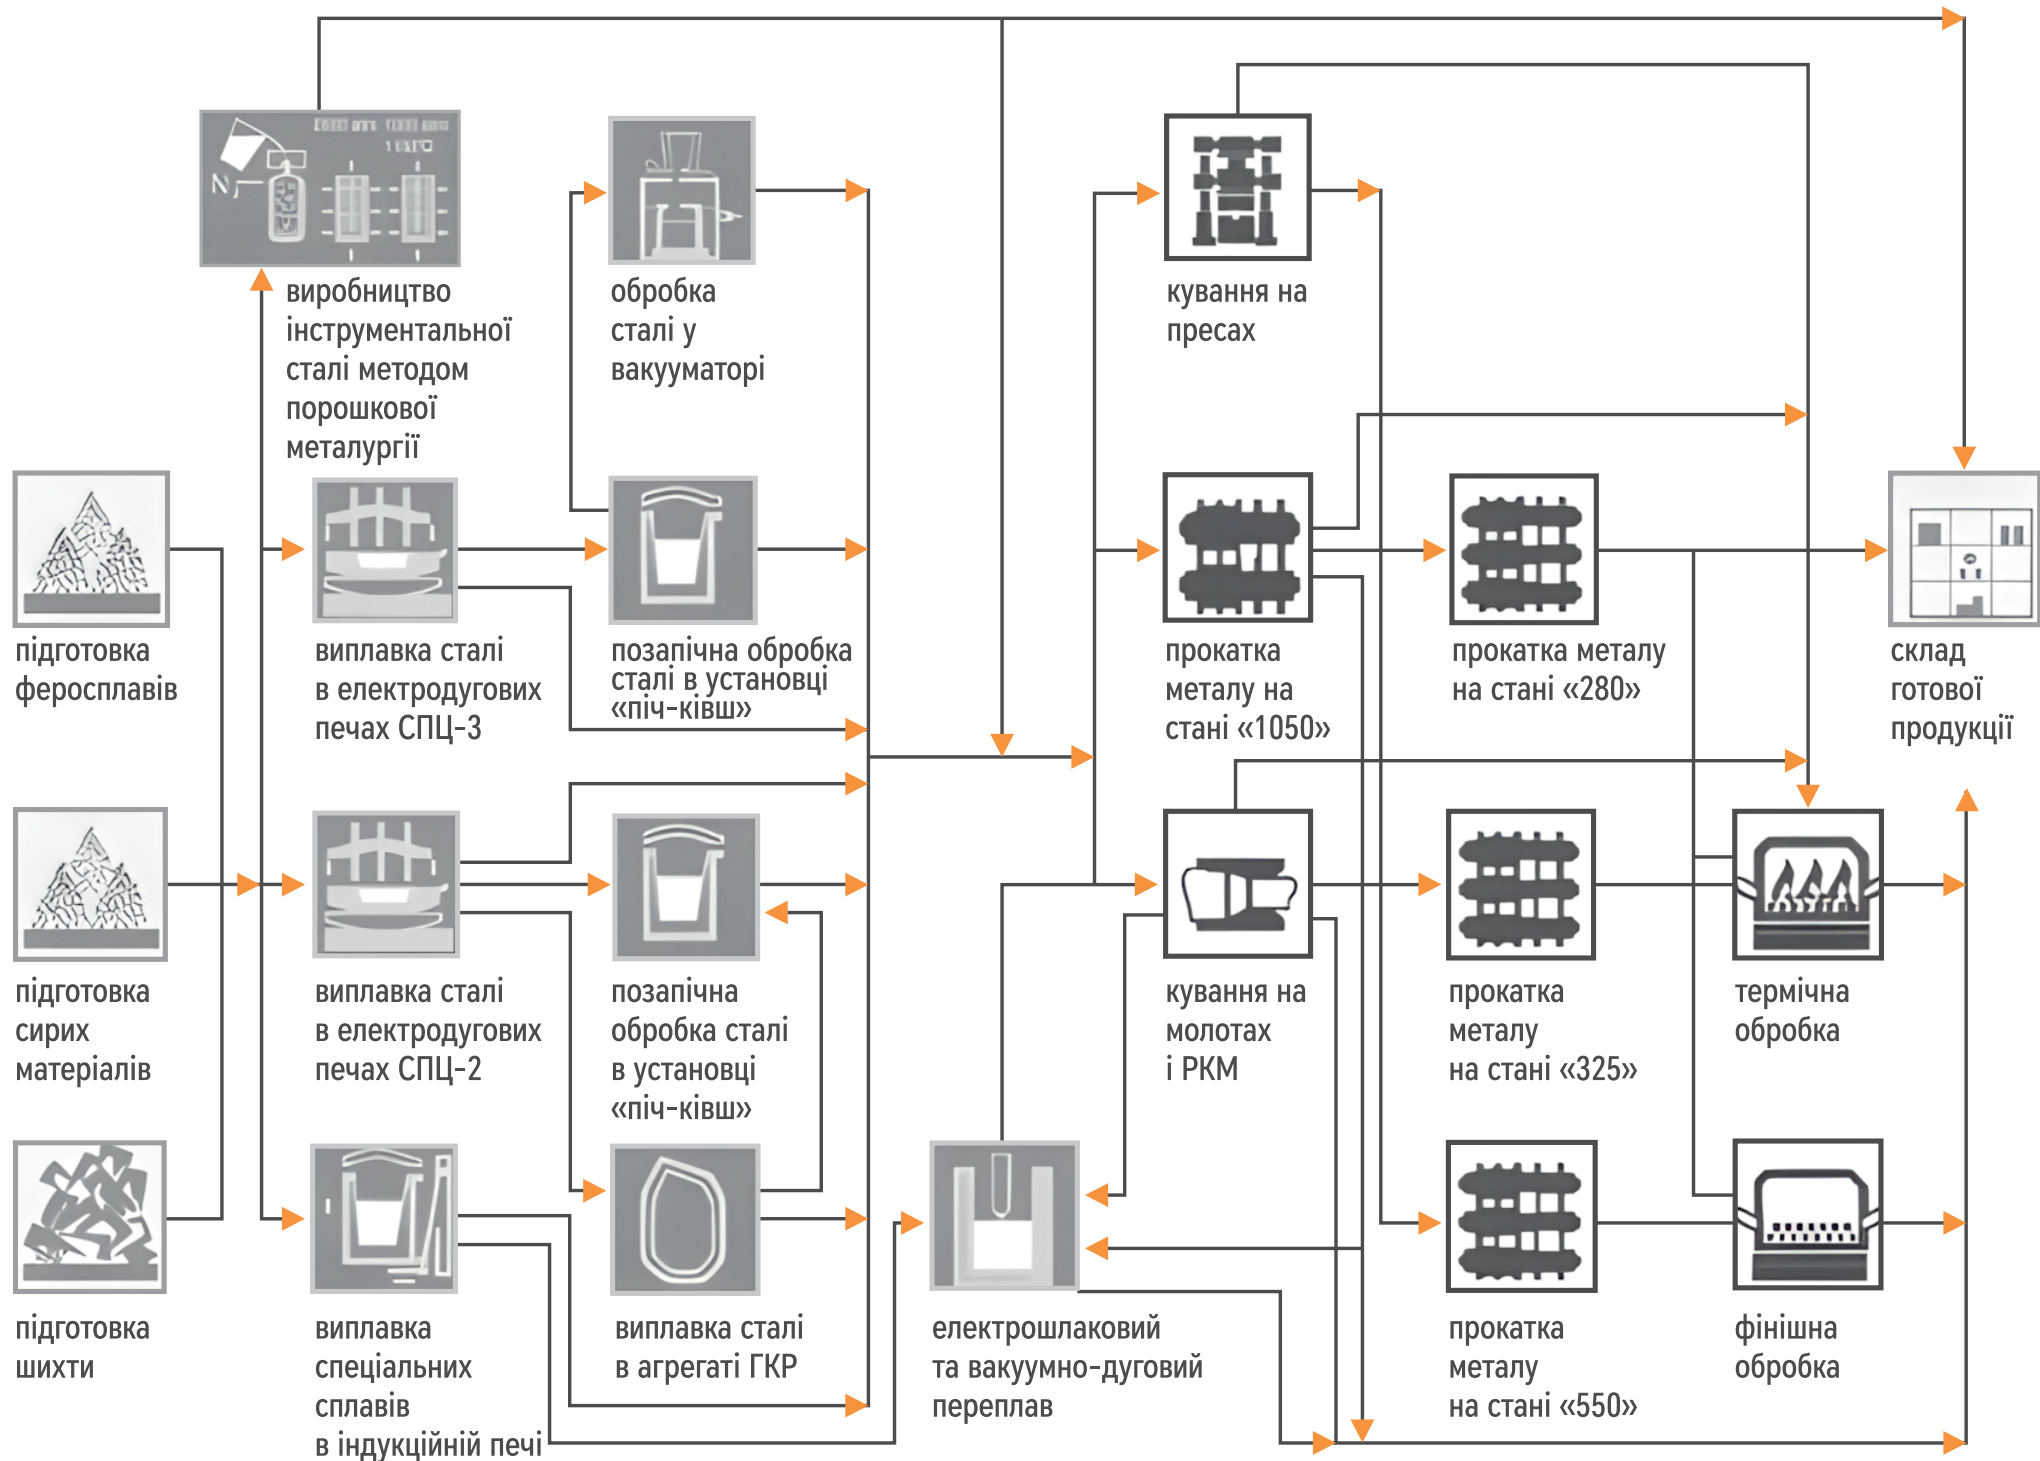 виробництво
інструментальної
сталі методом
порошкової
металургії
обробка
сталі у
вакууматорі
кування на
пресах
підготовка
феросплавів
виплавка сталі
в електродугових
печах СПЦ-3
позапічна обробка
сталі в установці
«піч-ківш»
прокатка
металу на
стані «1050»
прокатка металу
на стані «280»
склад
готової
продукції
підготовка
сирих
матеріалів
виплавка сталі
в електродугових
печах СПЦ-2
позапічна
обробка сталі
в установці
«піч-ківш»
кування на
молотах
і РКМ
прокатка
металу
на стані «325»
термічна
обробка
підготовка
шихти
виплавка
спеціальних
сплавів
в індукційній печі
виплавка сталі
в агрегаті ГКР
електрошлаковий
та вакуумно-дуговий
переплав
прокатка
металу
на стані «550»
фінішна
обробка